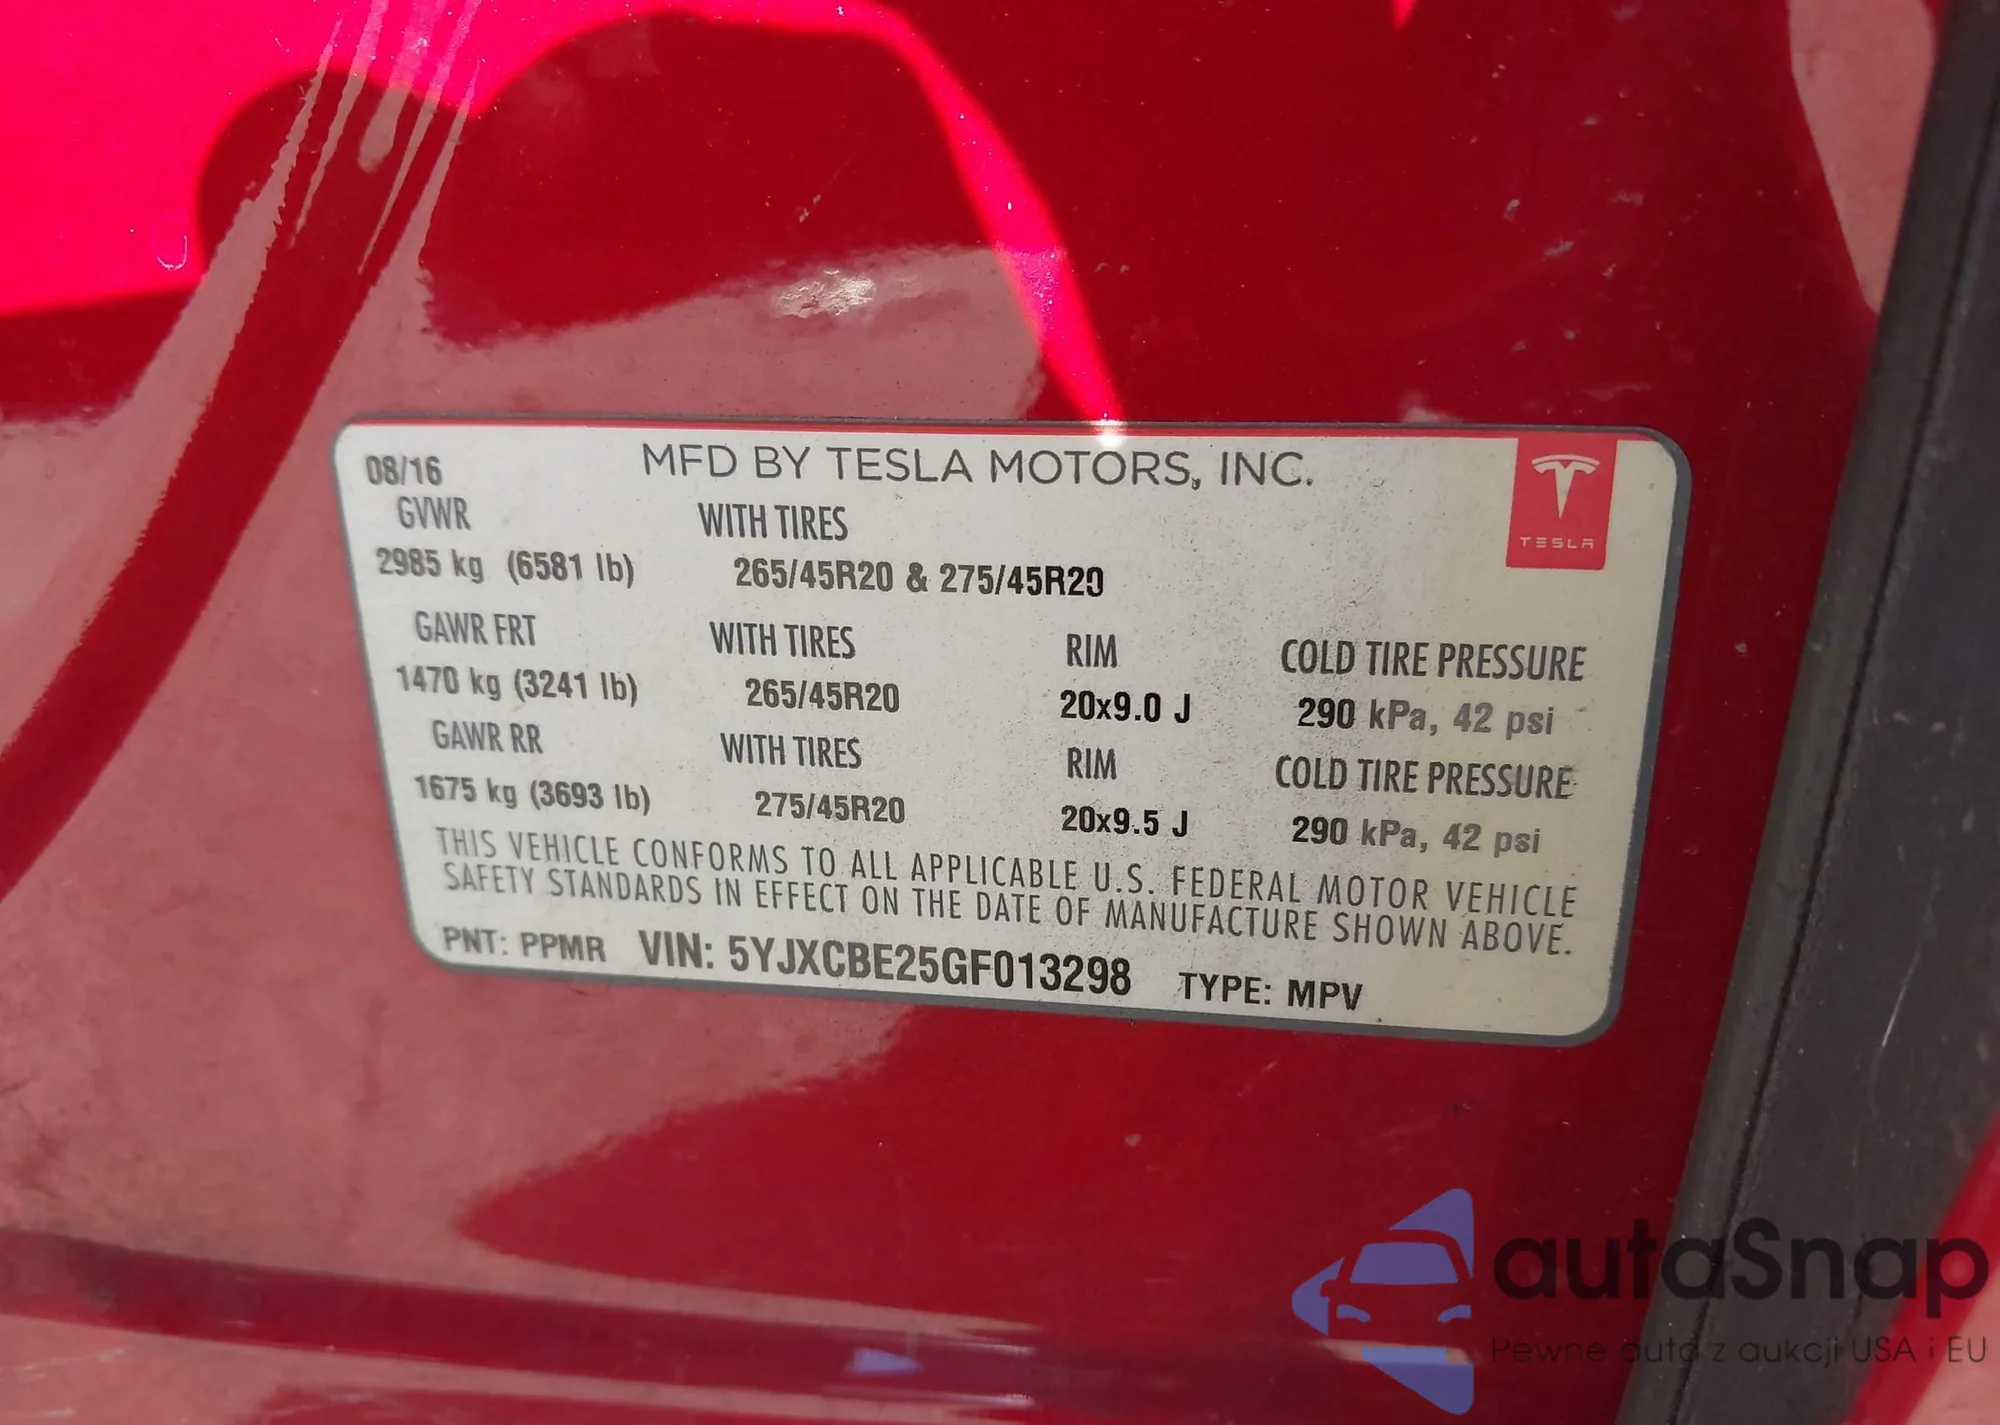 08/16 MFD BY TESLA MOTORS, INC.
GVWR WITH TIRES
2985 kg (6581 lb) 265/45R20 & 275/45R20
TESLA
GAWR FRT WITH TIRES RIM COLD TIRE PRESSURE
1470 kg (3241 lb) 265/45R20 20x9.0 J 290 kPa, 42 psi
GAWR RR WITH TIRES RIM COLD TIRE PRESSURE
1675 kg (3693 lb) 275/45R20 20x9.5 J 290 kPa, 42 psi
THIS VEHICLE CONFORMS TO ALL APPLICABLE U.S. FEDERAL MOTOR VEHICLE
SAFETY STANDARDS IN EFFECT ON THE DATE OF MANUFACTURE SHOWN ABOVE.
PNT: PPMR VIN: 5YJXCBE25GF013298 TYPE: MPV
autaSnap
Pewne auta z aukcji USA i EU